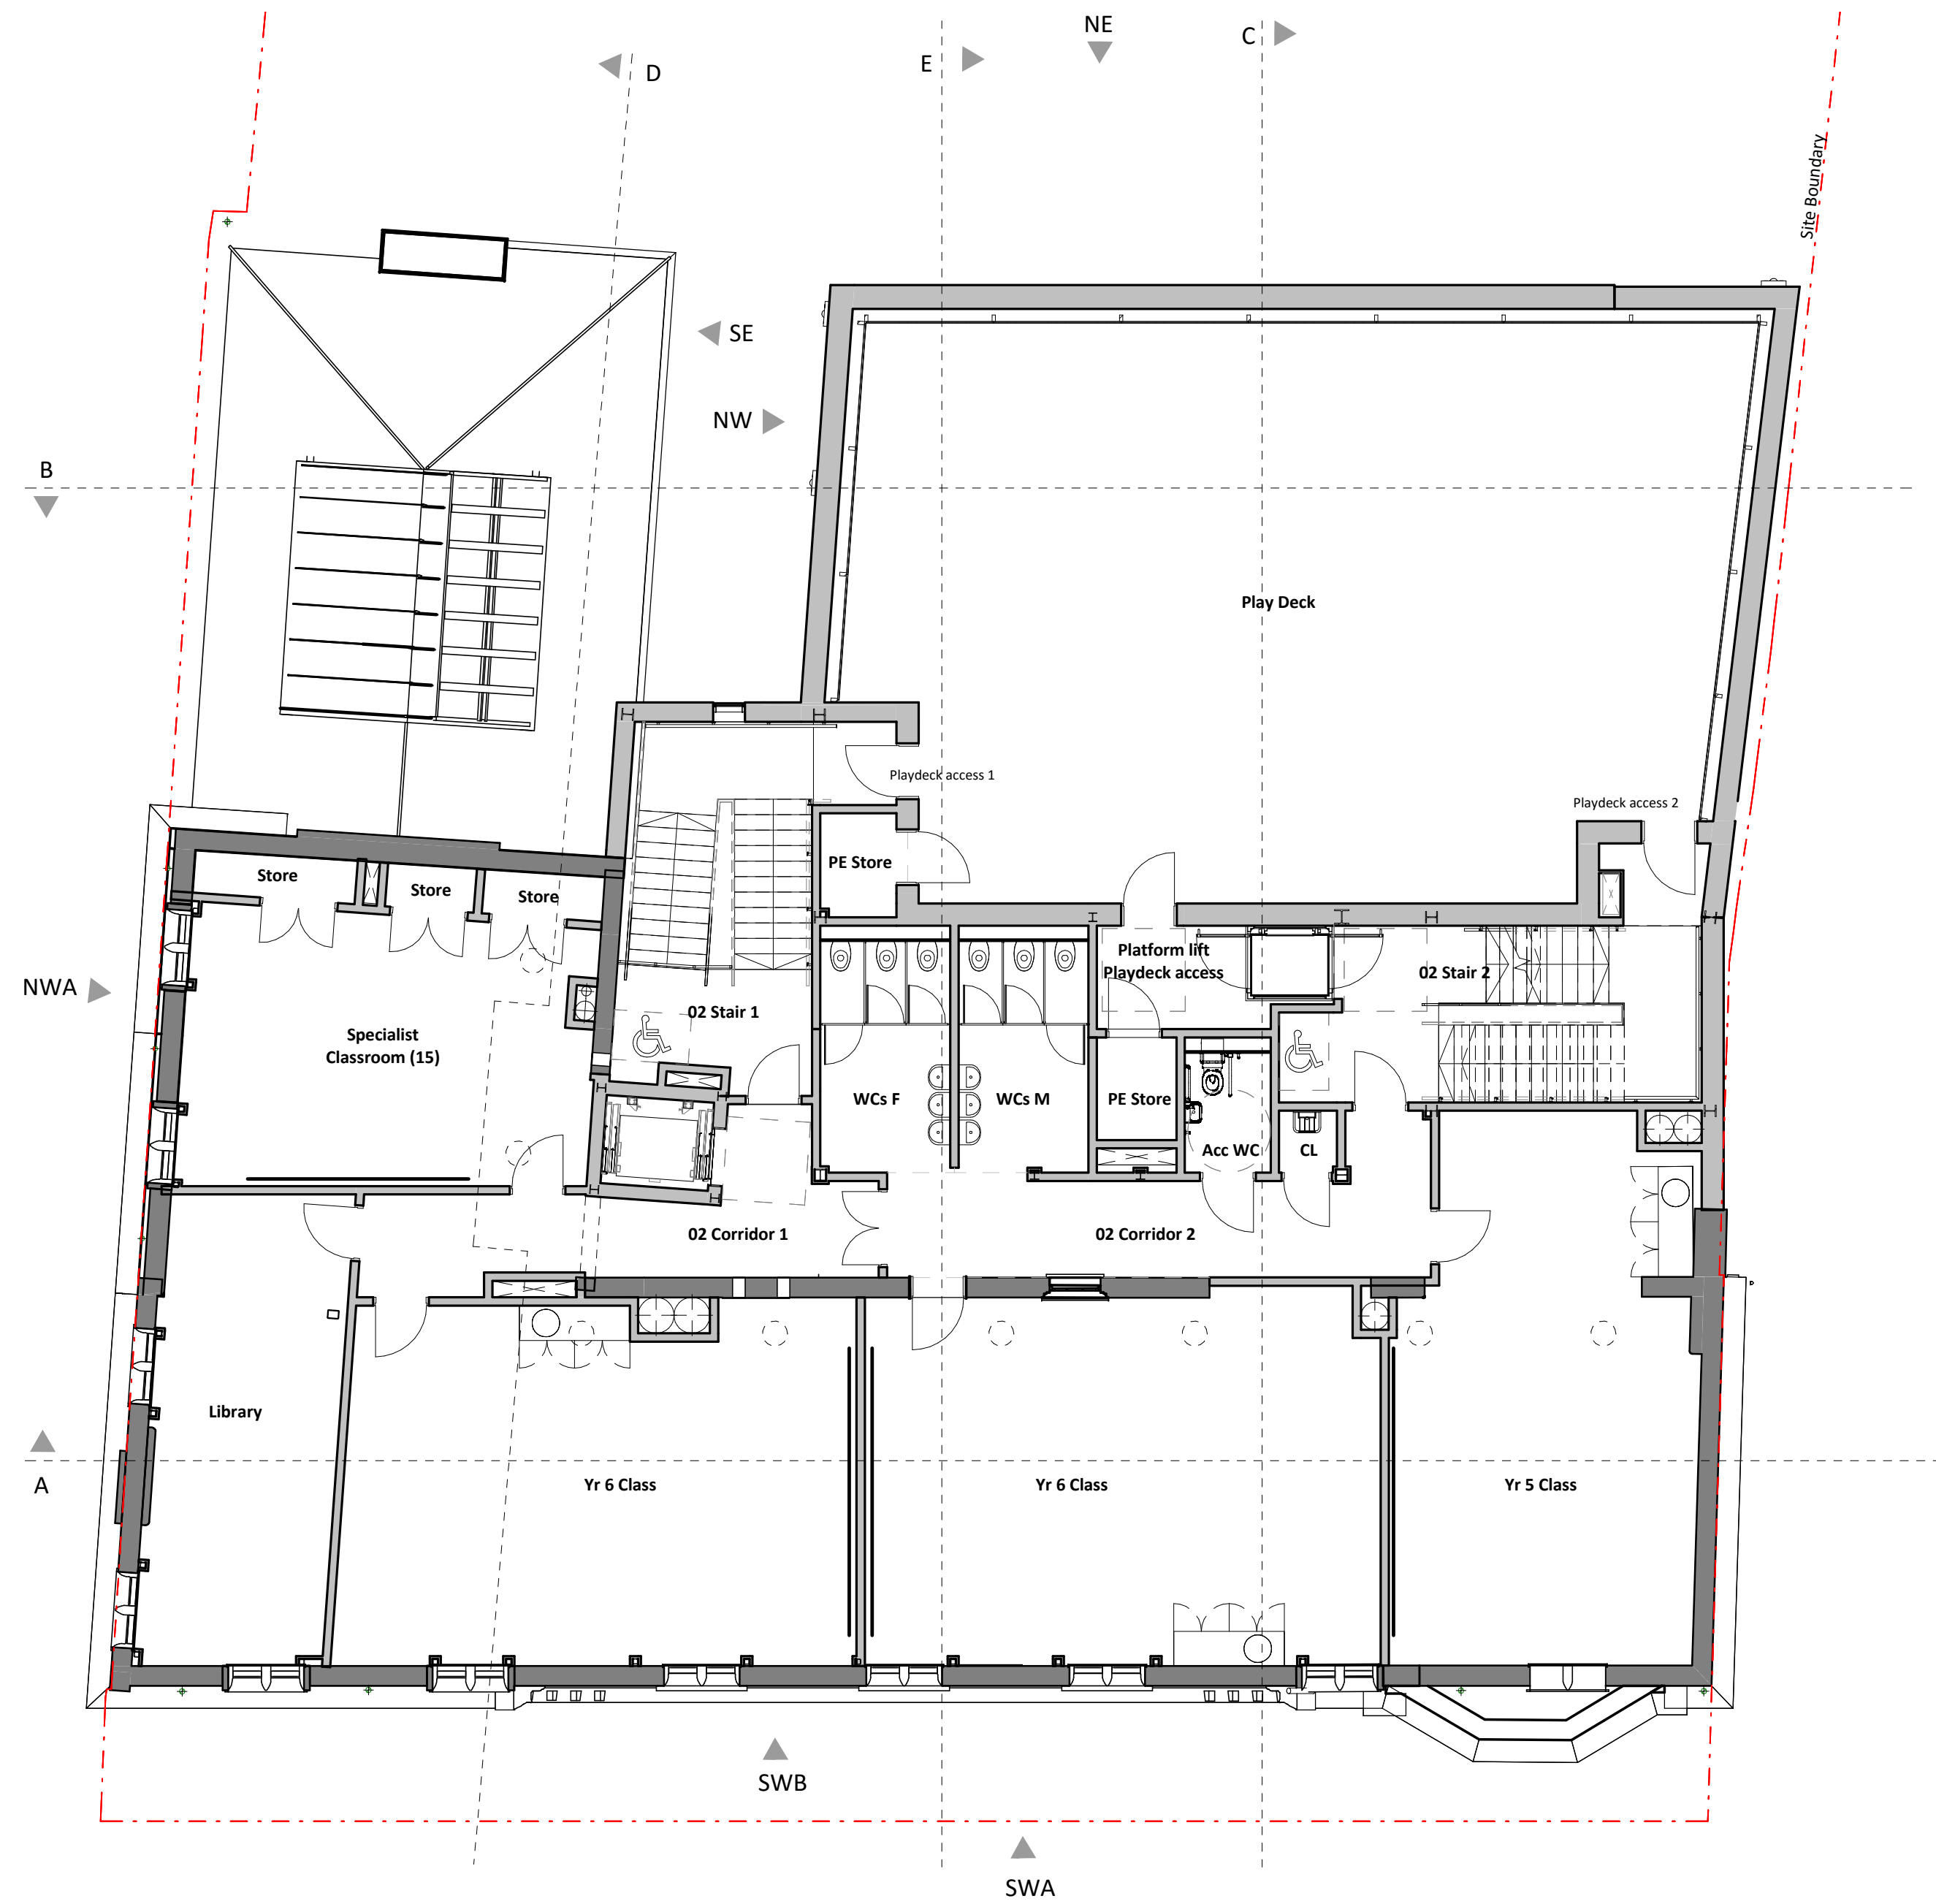 NE
C
E
D
Site Boundary
SE
NW
B
Play Deck
Playdeck access 1
Playdeck access 2
PE Store
Store
Store
Store
Platform lift
Playdeck access
02 Stair 2
NWA
02 Stair 1
Specialist
Classroom (15)
WCs F
WCs M
PE Store
Acc WC
CL
02 Corridor 1
02 Corridor 2
Library
A
Yr 6 Class
Yr 6 Class
Yr 5 Class
SWB
SWA